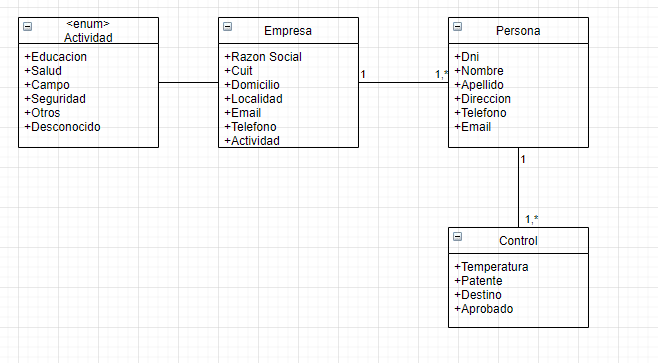 <enum>
Actividad
+Educacion
+Salud
+Campo
+Seguridad
+Otros
+Desconocido
Empresa
+Razon Social
+Cuit
+Domicilio
+Localidad
+Email
+Telefono
+Actividad
1
1,*
Persona
+Dni
+Nombre
+Apellido
+Direccion
+Telefono
+Email
1
1,*
Control
+Temperatura
+Patente
+Destino
+Aprobado